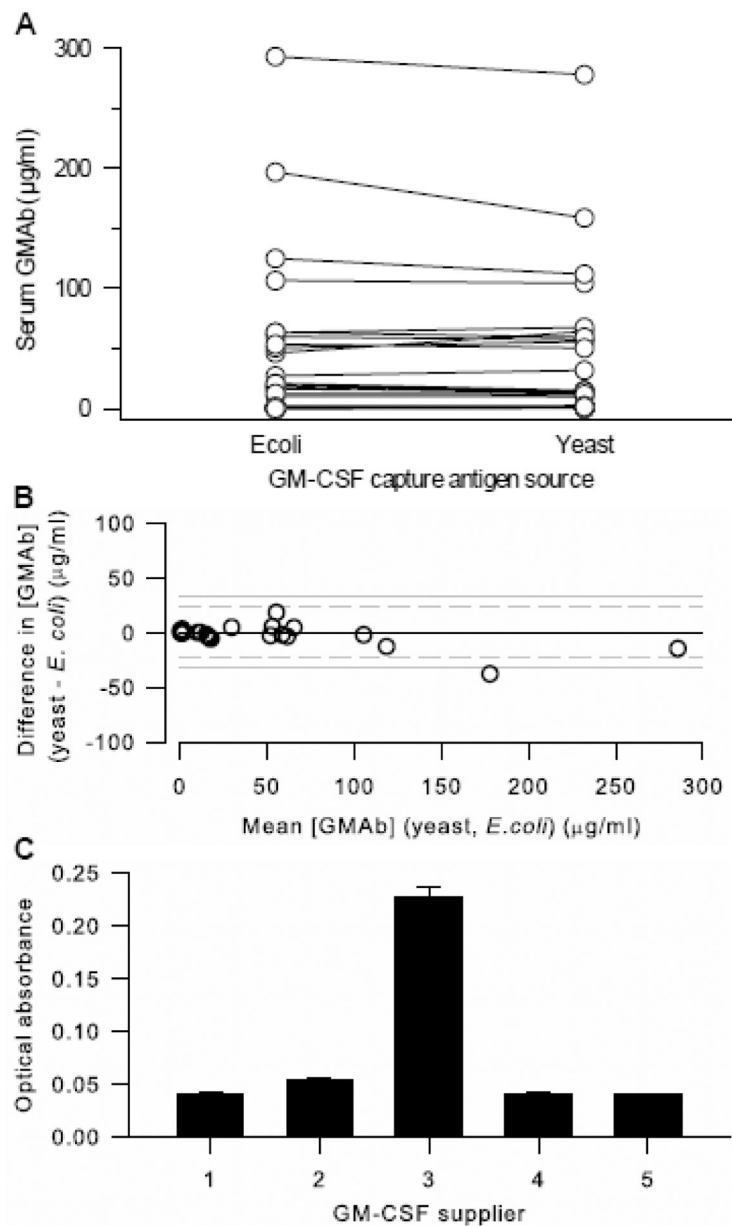 A
300
200
100
0
Serum GMAb (µg/ml)
Ecoli Yeast
GM-CSF capture antigen source
B
100
50
0
-50
-100
Difference in [GMAb]
(yeast - E. coli) (µg/ml)
0 50 100 150 200 250 300
Mean [GMAb] (yeast, E.coli) (µg/ml)
C
0.25
0.20
0.15
0.10
0.05
0.00
Optical absorbance
1 2 3 4 5
GM-CSF supplier